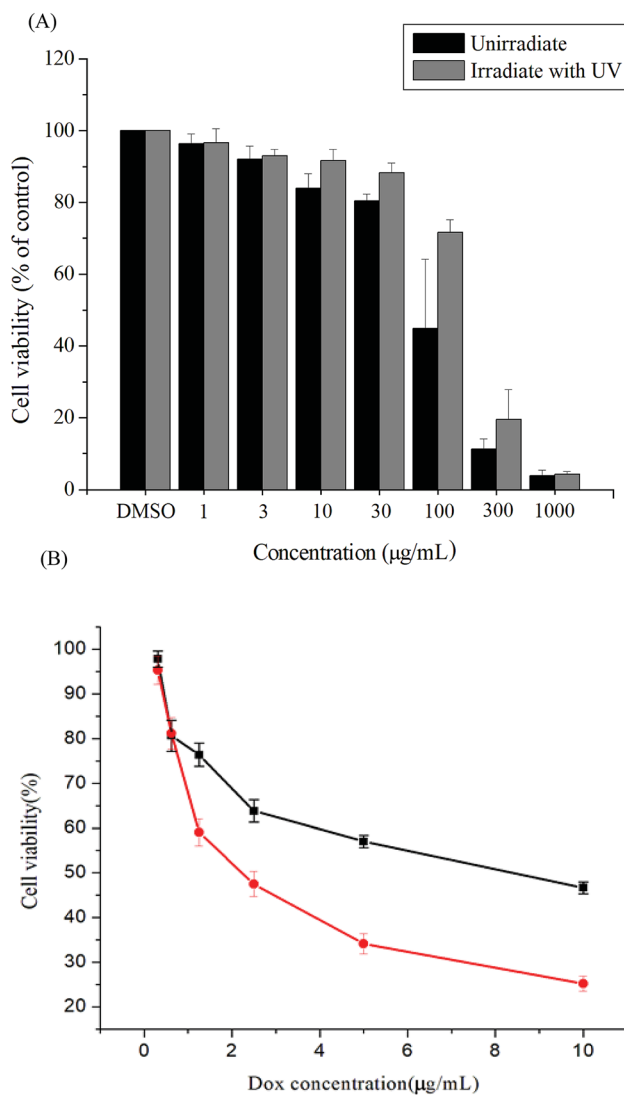 (A)
Unirradiate
Irradiate with UV
120
100
80
60
40
20
0
Cell viability (% of control)
DMSO 1 3 10 30 100 300 1000
Concentration (μg/mL)
(B)
100
90
80
70
60
50
40
30
20
Cell viability(%)
0 2 4 6 8 10
Dox concentration(μg/mL)